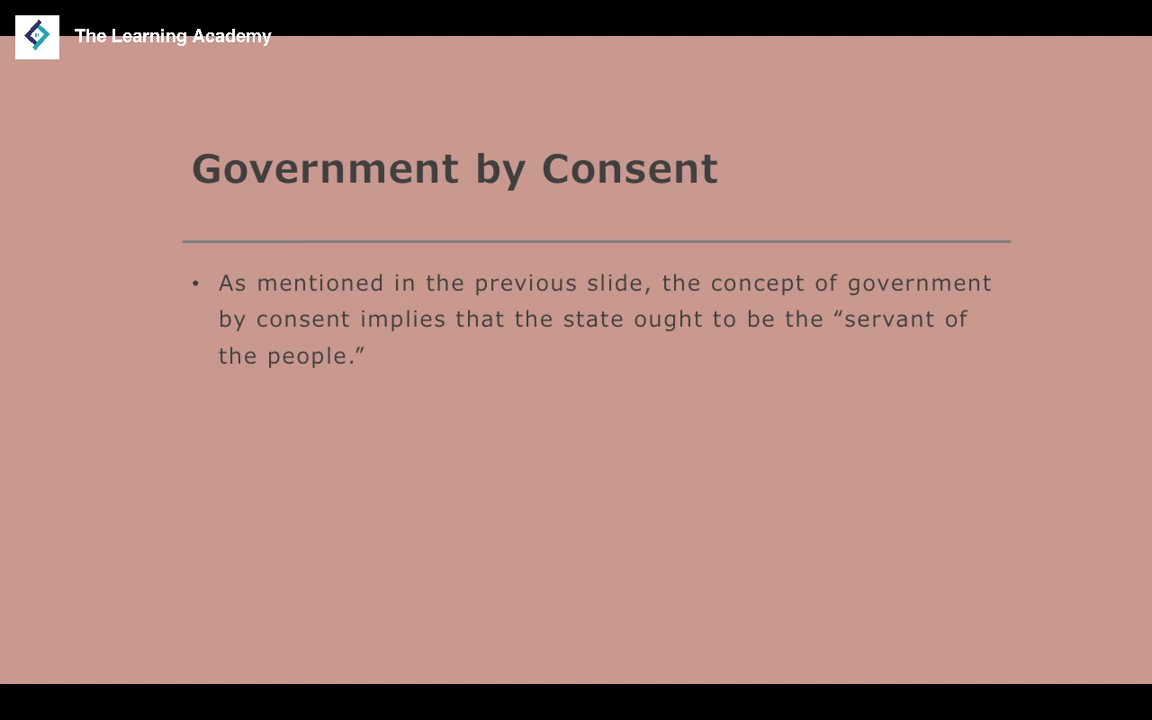 The Learning Academy
Government by Consent
• As mentioned in the previous slide, the concept of government
by consent implies that the state ought to be the “servant of
the people.”